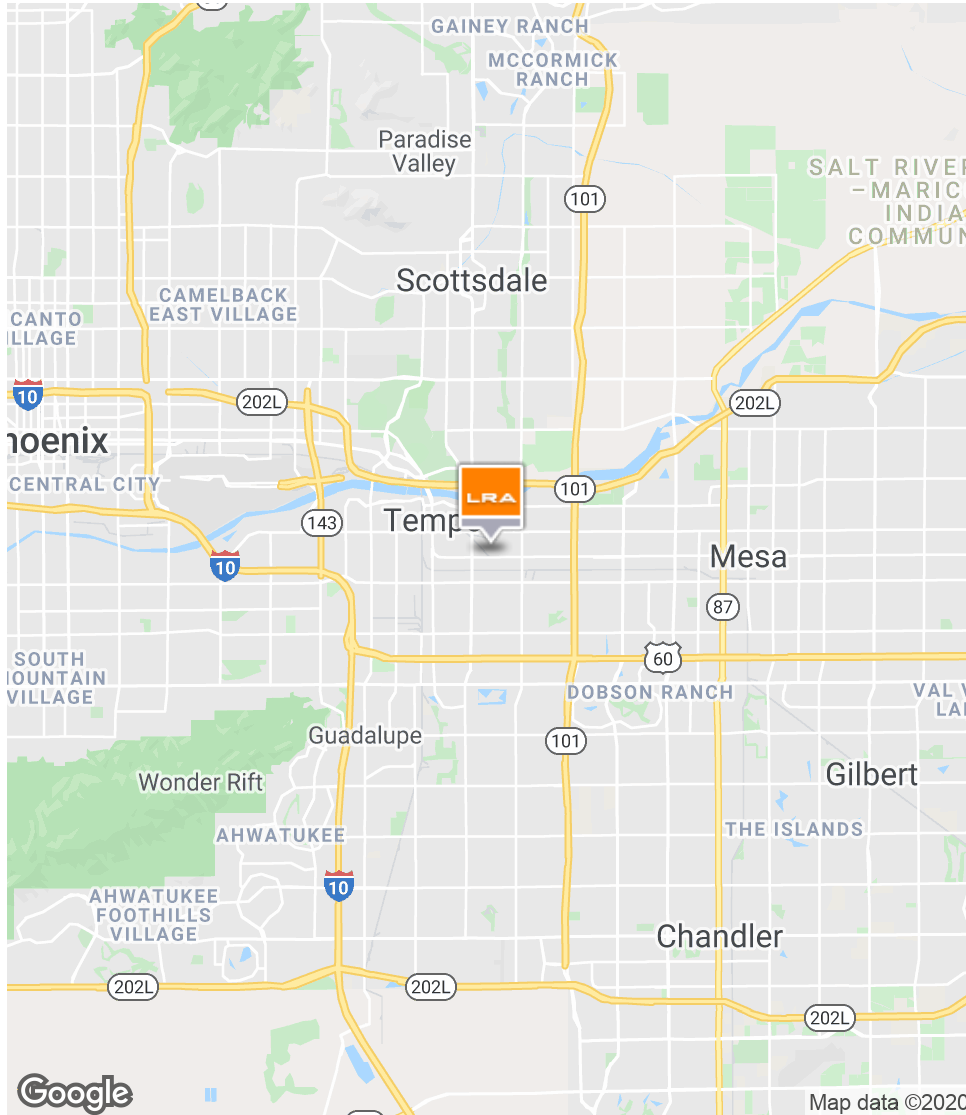 GAINEY RANCH
MCCORMICK
RANCH
Paradise
Valley
SALT RIVER
–MARIC
INDIA
COMMUN
101
Scottsdale
CAMELBACK
EAST VILLAGE
CANTO
ILLAGE
10
202L
202L
hoenix
CENTRAL CITY
LRA
101
143
Temp
10
Mesa
87
SOUTH
MOUNTAIN
VILLAGE
60
DOBSON RANCH
VAL V
LA
Guadalupe
101
Wonder Rift
Gilbert
AHWATUKEE
THE ISLANDS
10
AHWATUKEE
FOOTHILLS
VILLAGE
Chandler
202L
202L
202L
Google
Map data ©2020